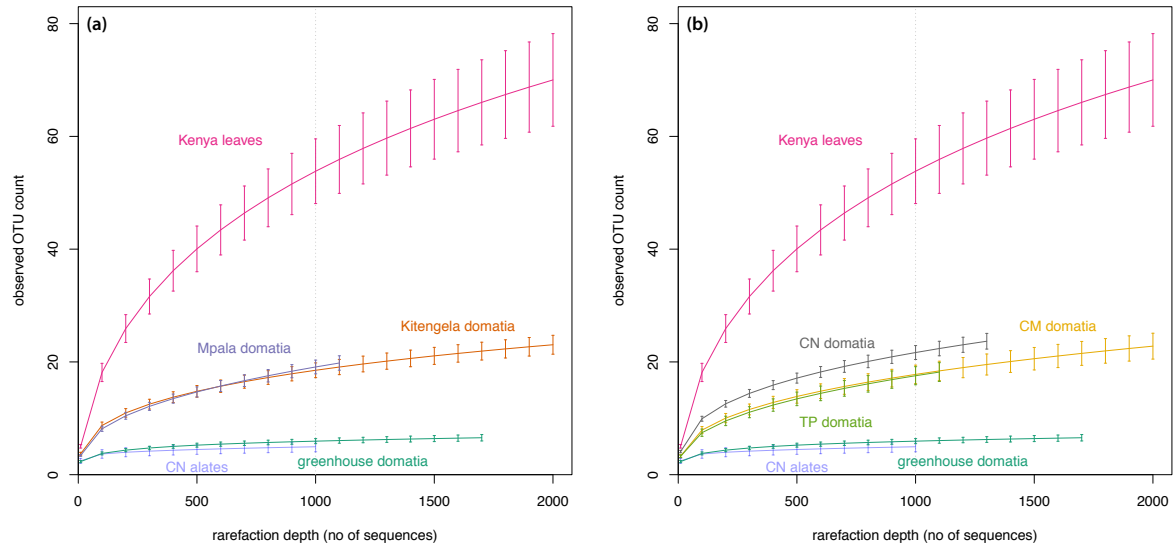 (a)
80
60
40
20
0
observed OTU count
Kenya leaves
Kitengela domatia
Mpala domatia
greenhouse domatia
CN alates
0 500 1000 1500 2000
rarefaction depth (no of sequences)
(b)
80
60
40
20
0
observed OTU count
Kenya leaves
CM domatia
CN domatia
TP domatia
greenhouse domatia
CN alates
0 500 1000 1500 2000
rarefaction depth (no of sequences)